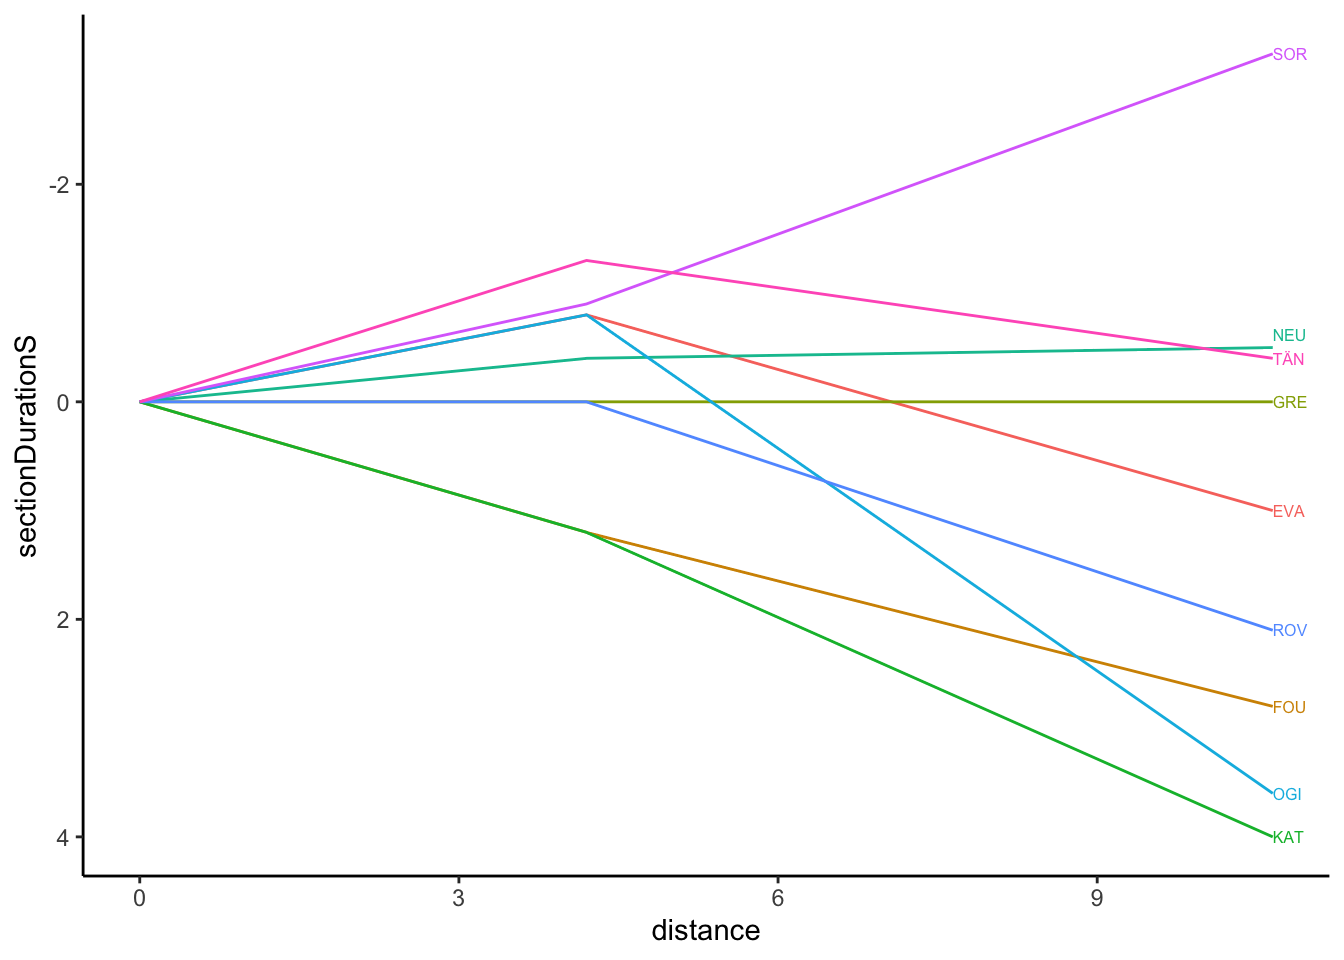 SOR
-2
NEU
TÄN
0
GRE
EVA
2
ROV
FOU
OGI
4
KAT
0 3 6 9
distance
sectionDurationS